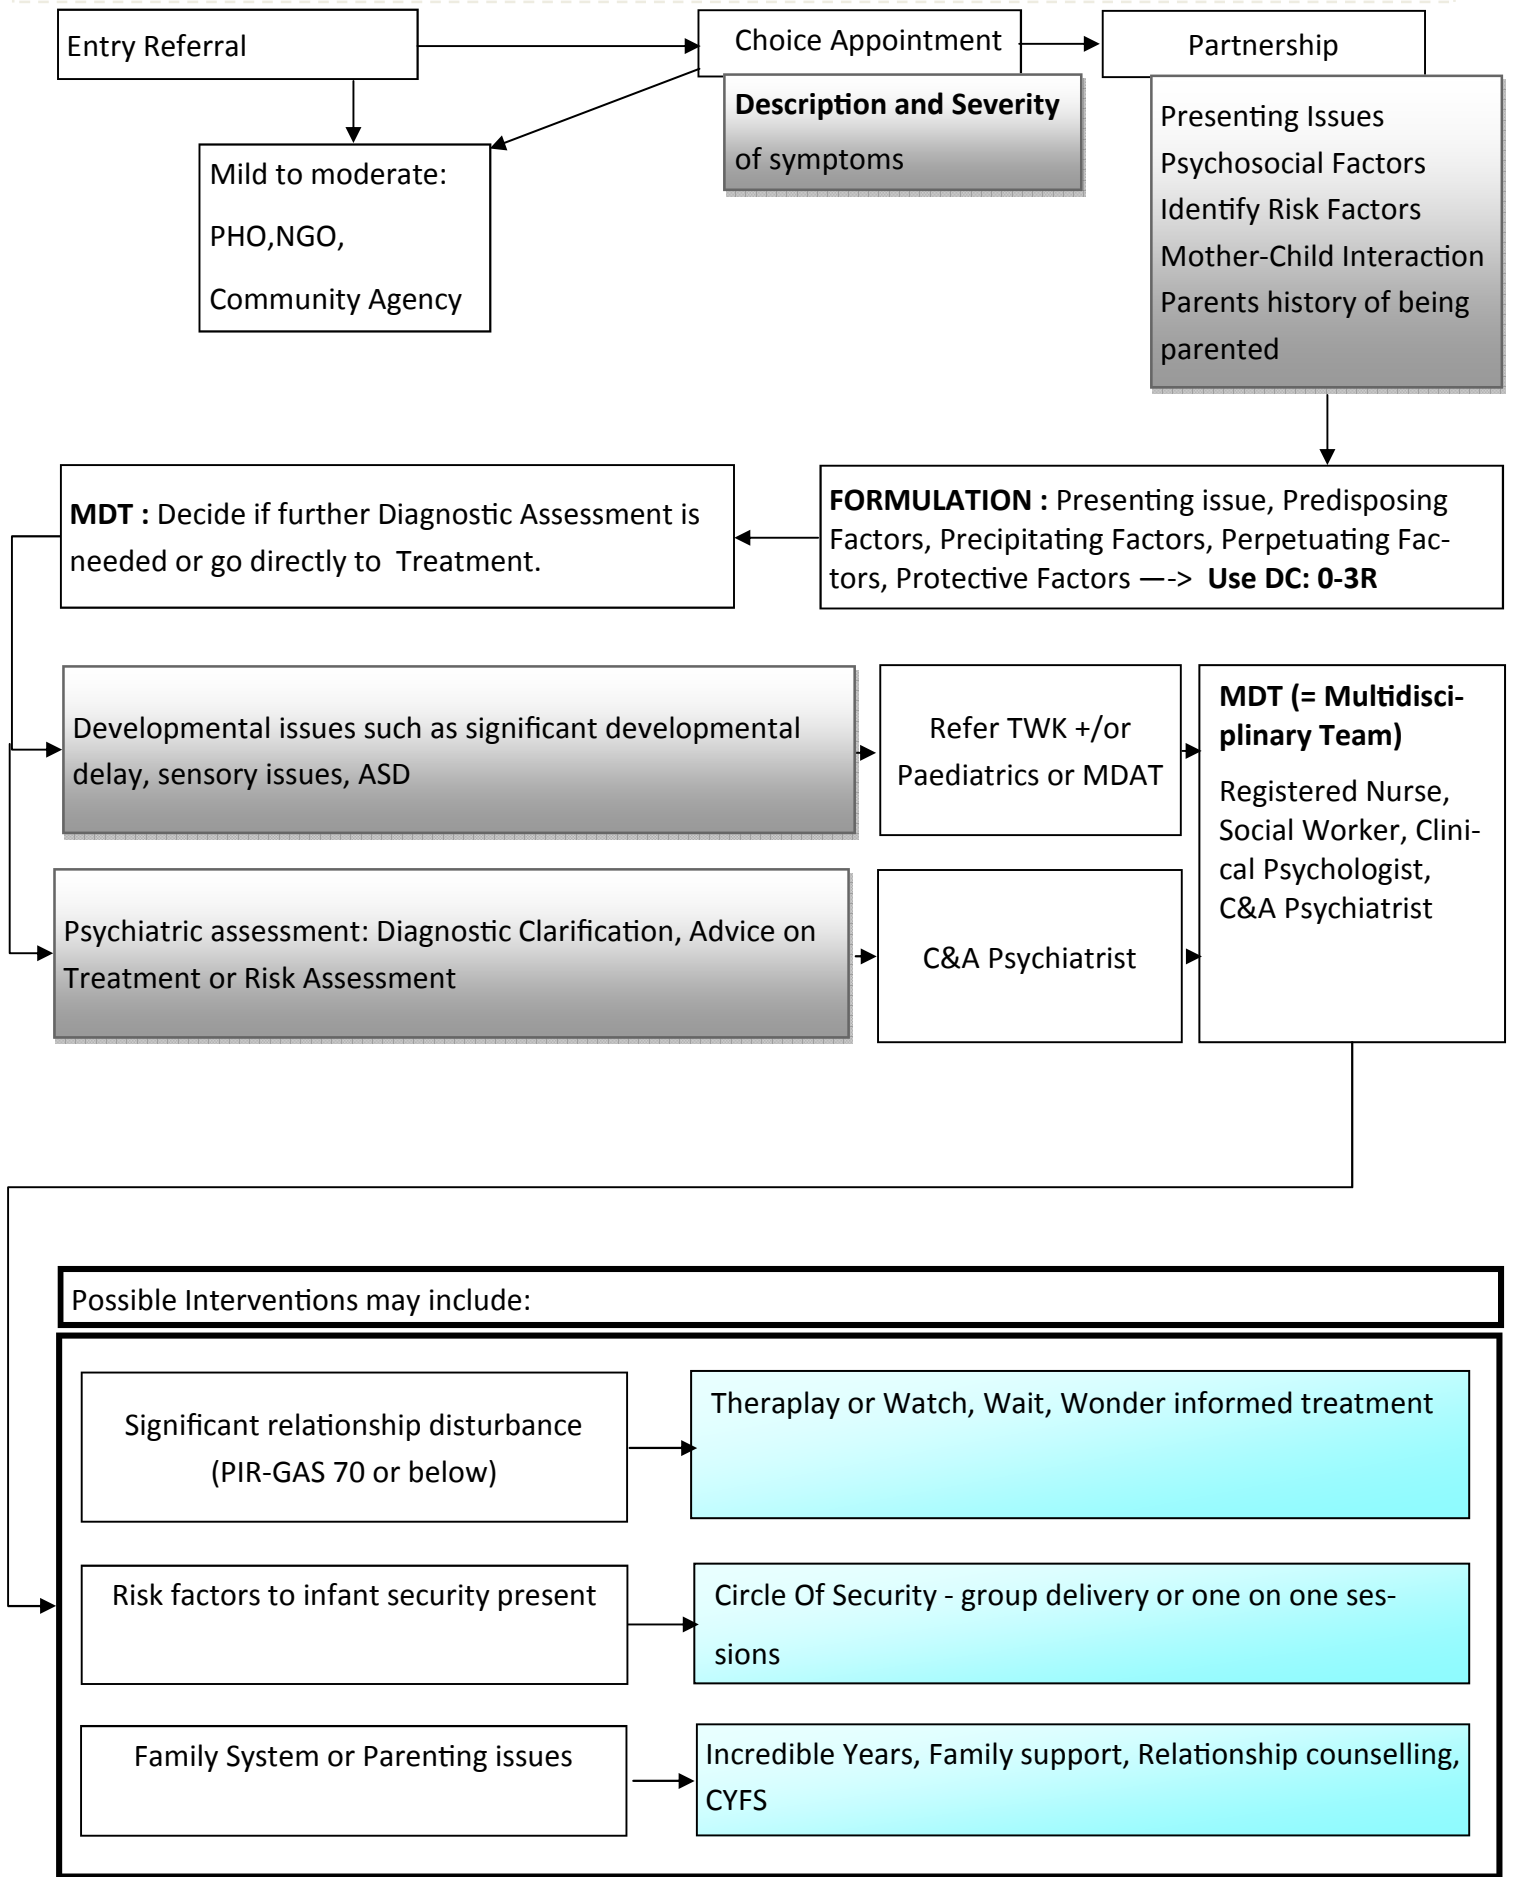 Entry Referral
Choice Appointment
Partnership
Description and Severity
of symptoms
Presenting Issues
Psychosocial Factors
Identify Risk Factors
Mother-Child Interaction
Parents history of being
parented
Mild to moderate:
PHO,NGO,
Community Agency
MDT : Decide if further Diagnostic Assessment is
needed or go directly to  Treatment.
FORMULATION : Presenting issue, Predisposing
Factors, Precipitating Factors, Perpetuating Fac-
tors, Protective Factors —-> Use DC: 0-3R
Developmental issues such as significant developmental
delay, sensory issues, ASD
Refer TWK +/or
Paediatrics or MDAT
MDT (= Multidisci-
plinary Team)
Registered Nurse,
Social Worker, Clini-
cal Psychologist,
C&A Psychiatrist
Psychiatric assessment: Diagnostic Clarification, Advice on
Treatment or Risk Assessment
C&A Psychiatrist
Possible Interventions may include:
Significant relationship disturbance
(PIR-GAS 70 or below)
Theraplay or Watch, Wait, Wonder informed treatment
Risk factors to infant security present
Circle Of Security - group delivery or one on one ses-
sions
Family System or Parenting issues
Incredible Years, Family support, Relationship counselling,
CYFS